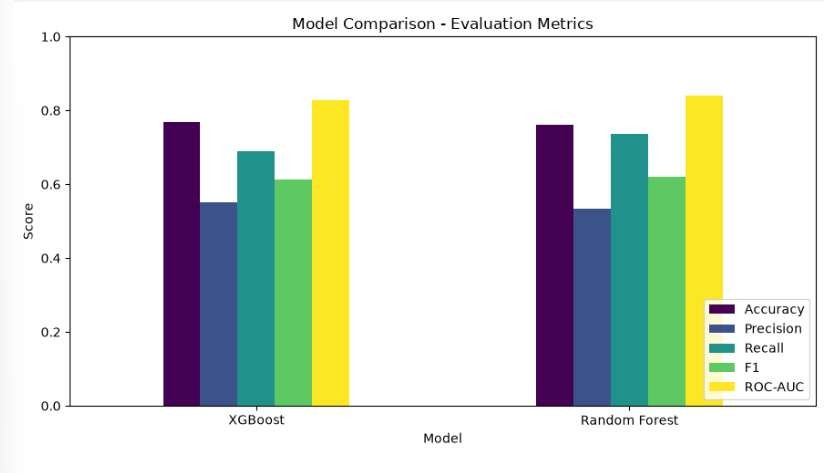 Model Comparison - Evaluation Metrics
1.0
0.8
0.6
0.4
0.2
0.0
Score
XGBoost
Random Forest
Model
Accuracy
Precision
Recall
F1
ROC-AUC